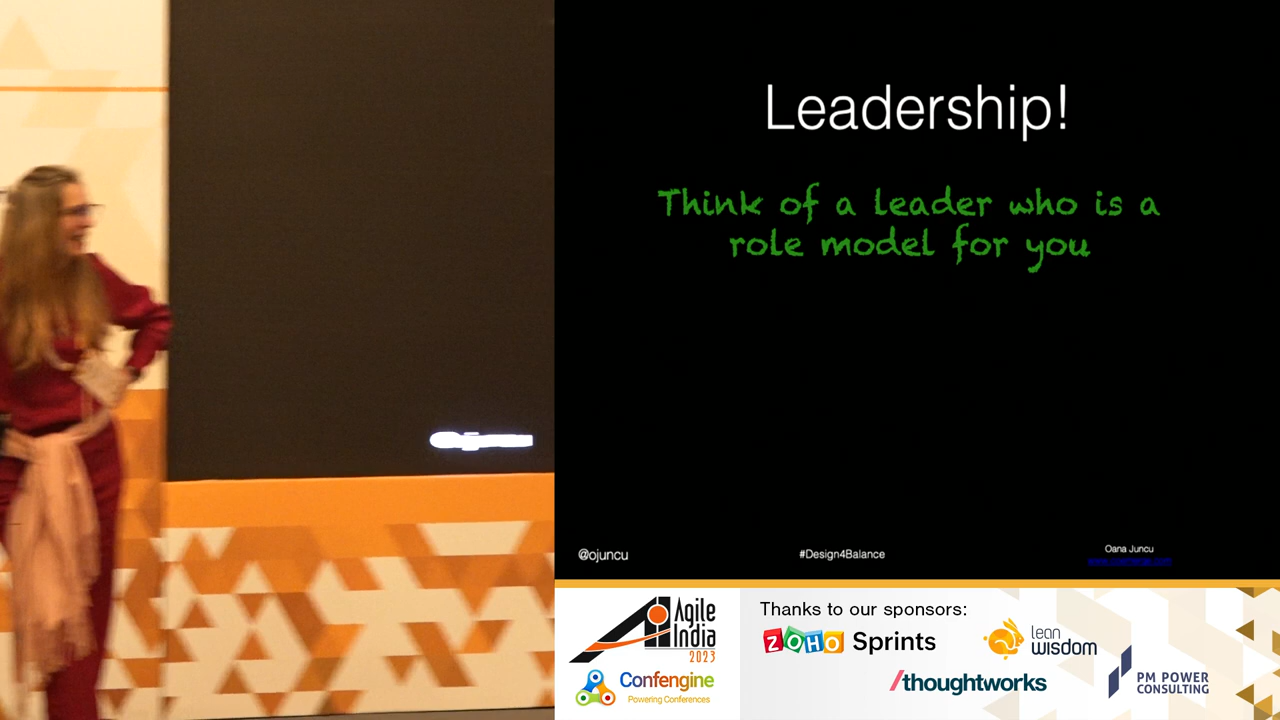 Leadership!
Think of a leader who is a
role model for you
@ojuncu
#Design4Balance
Oana Juncu
Agile
India
2023
Confengine
Powering Conferences
Thanks to our sponsors:
ZOHO Sprints
lean
wisdom
/thoughtworks
PM POWER
CONSULTING